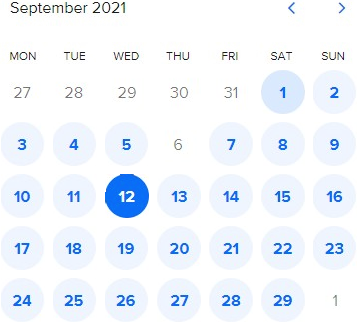 September 2021
MON TUE WED THU FRI SAT SUN
27 28 29 30 31 1 2
3 4 5 6 7 8 9
10 11 12 13 14 15 16
17 18 19 20 21 22 23
24 25 26 27 28 29 1